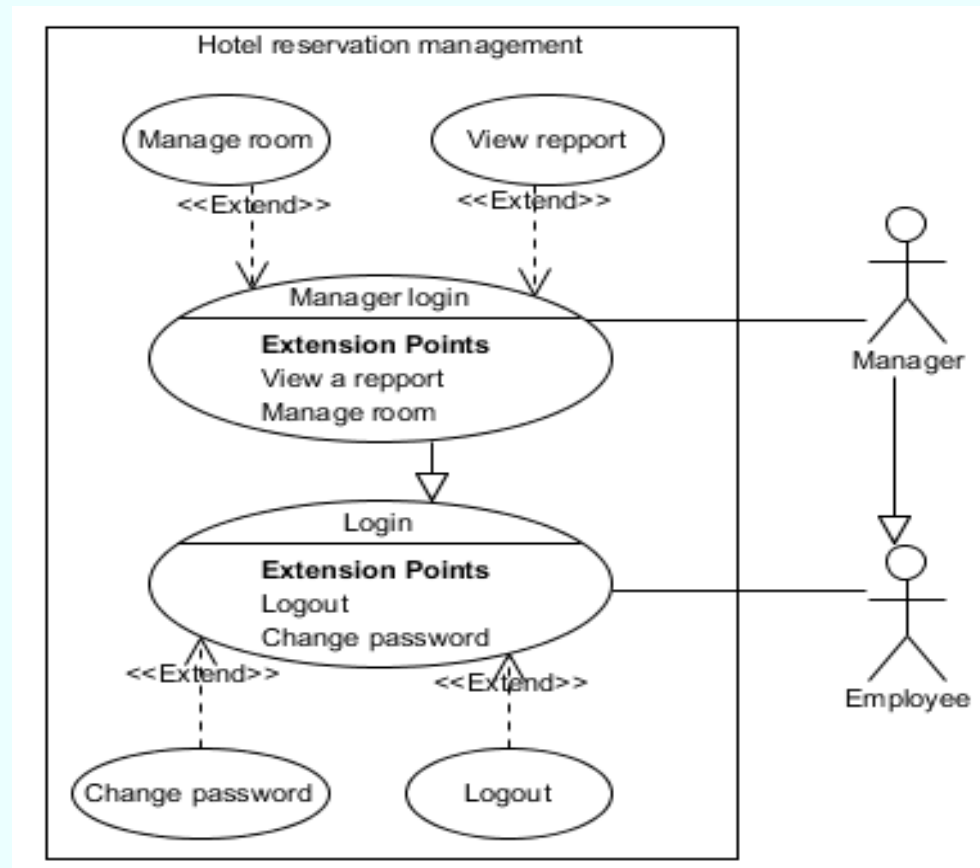 Hotel reservation management
Manage room
View repport
<<Extend>>
<<Extend>>
Manager login
Extension Points
View a repport
Manage room
Manager
Login
Extension Points
Logout
Change password
Employee
<<Extend>>
<<Extend>>
Change password
Logout